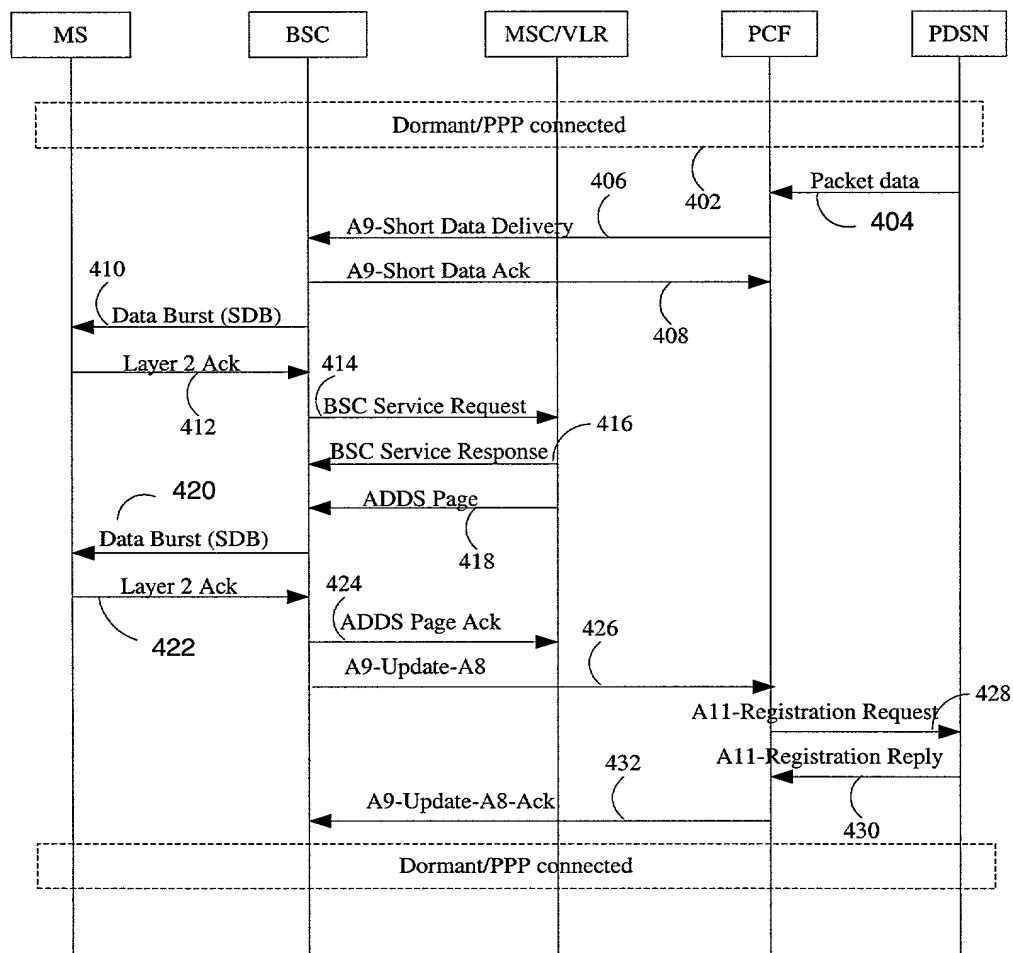 MS BSC MSC/VLR PCF PDSN
Dormant/PPP connected
402
Packet data
404
406
A9-Short Data Delivery
A9-Short Data Ack
408
410
Data Burst (SDB)
Layer 2 Ack
412
414
BSC Service Request
416
BSC Service Response
ADDS Page
418
420
Data Burst (SDB)
Layer 2 Ack
422
424
ADDS Page Ack
426
A9-Update-A8
428
A11-Registration Request
A11-Registration Reply
430
432
A9-Update-A8-Ack
Dormant/PPP connected